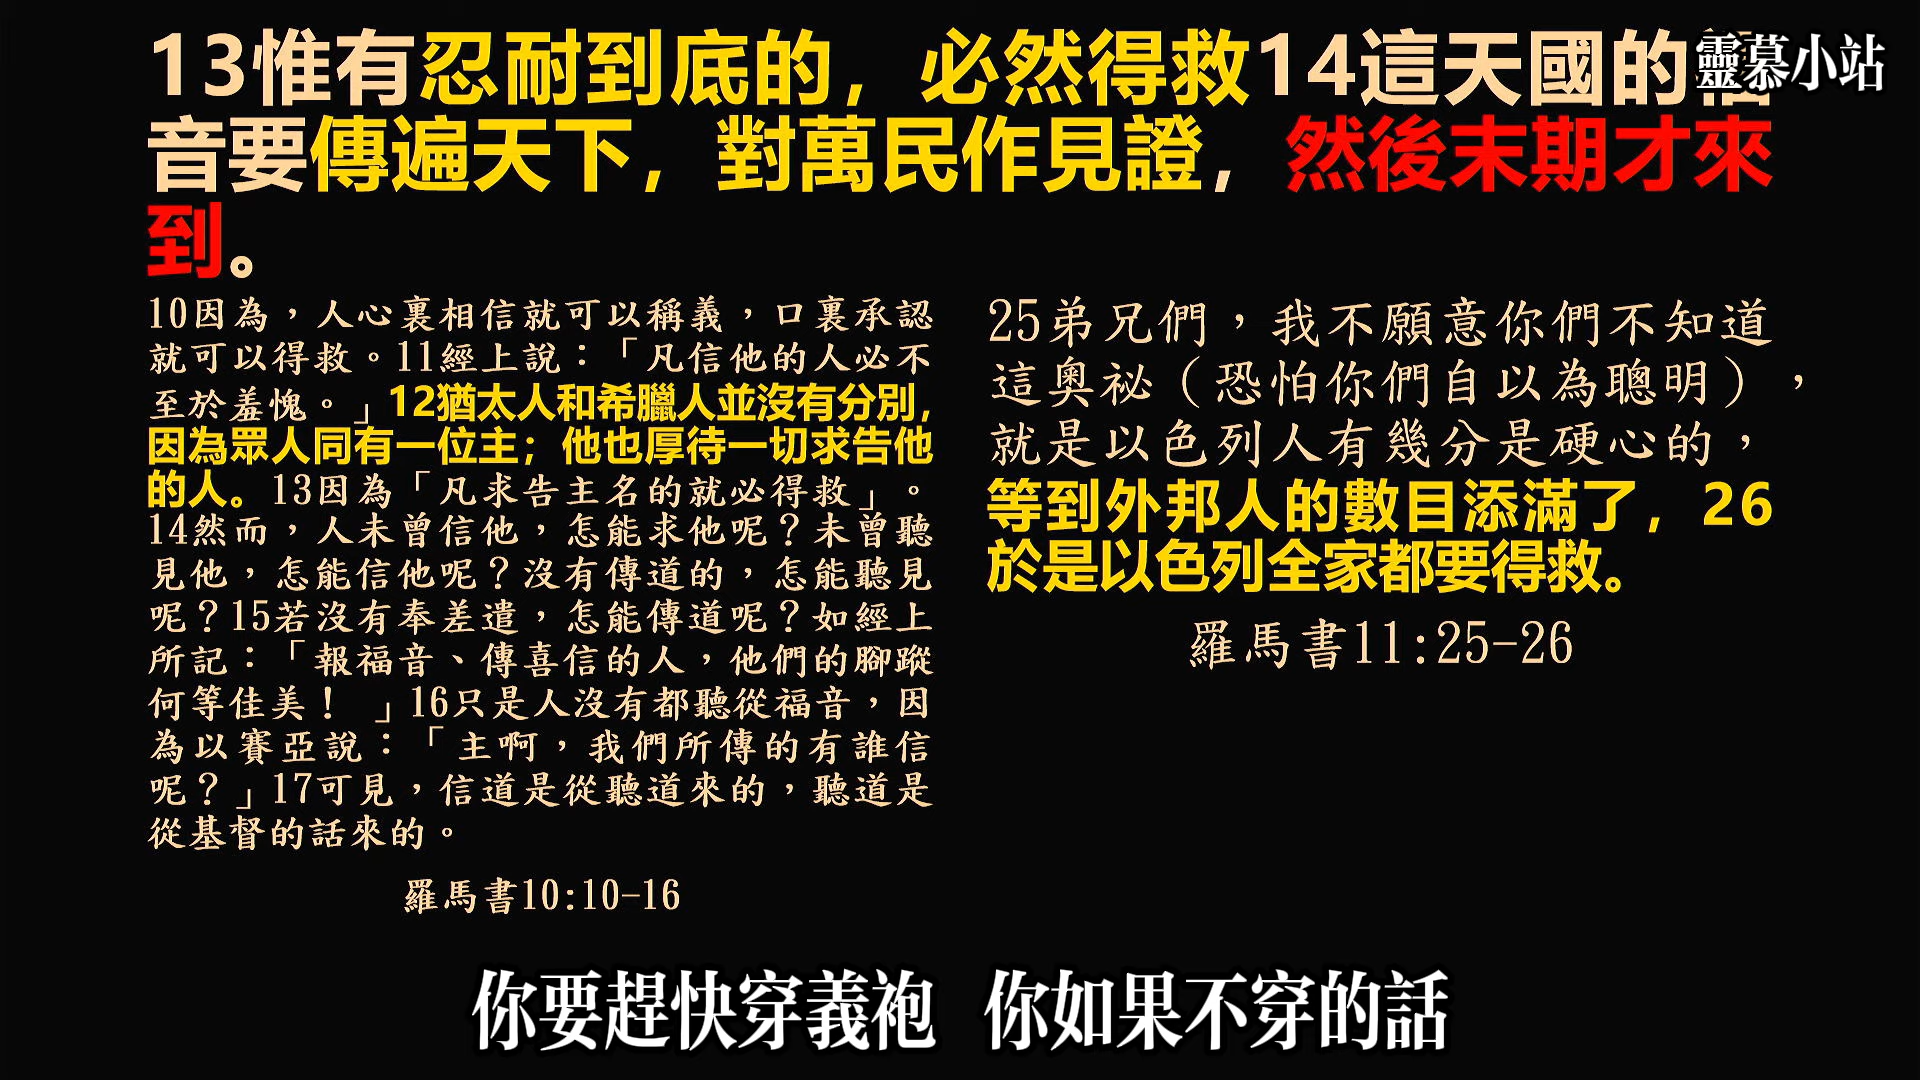 13惟有忍耐到底的，必然得救14這天國的
靈慕小站
音要傳遍天下，對萬民作見證，然後末期才來
到。
10因為，人心裏相信就可以稱義，口裏承認
就可以得救。11經上說：「凡信他的人必不
至於羞愧。」12猶太人和希臘人並沒有分別，
因為眾人同有一位主；他也厚待一切求告他
的人。13因為「凡求告主名的就必得救」。
14然而，人未曾信他，怎能求他呢？未曾聽
見他，怎能信他呢？沒有傳道的，怎能聽見
呢？15若沒有奉差遣，怎能傳道呢？如經上
所記：「報福音、傳喜信的人，他們的腳蹤
何等佳美！ 」16只是人沒有都聽從福音，因
為以賽亞說：「主啊，我們所傳的有誰信
呢？」17可見，信道是從聽道來的，聽道是
從基督的話來的。
羅馬書10:10-16
25弟兄們，我不願意你們不知道
這奧祕（恐怕你們自以為聰明），
就是以色列人有幾分是硬心的，
等到外邦人的數目添滿了，26
於是以色列全家都要得救。
羅馬書11:25-26
你要趕快穿義袍 你如果不穿的話